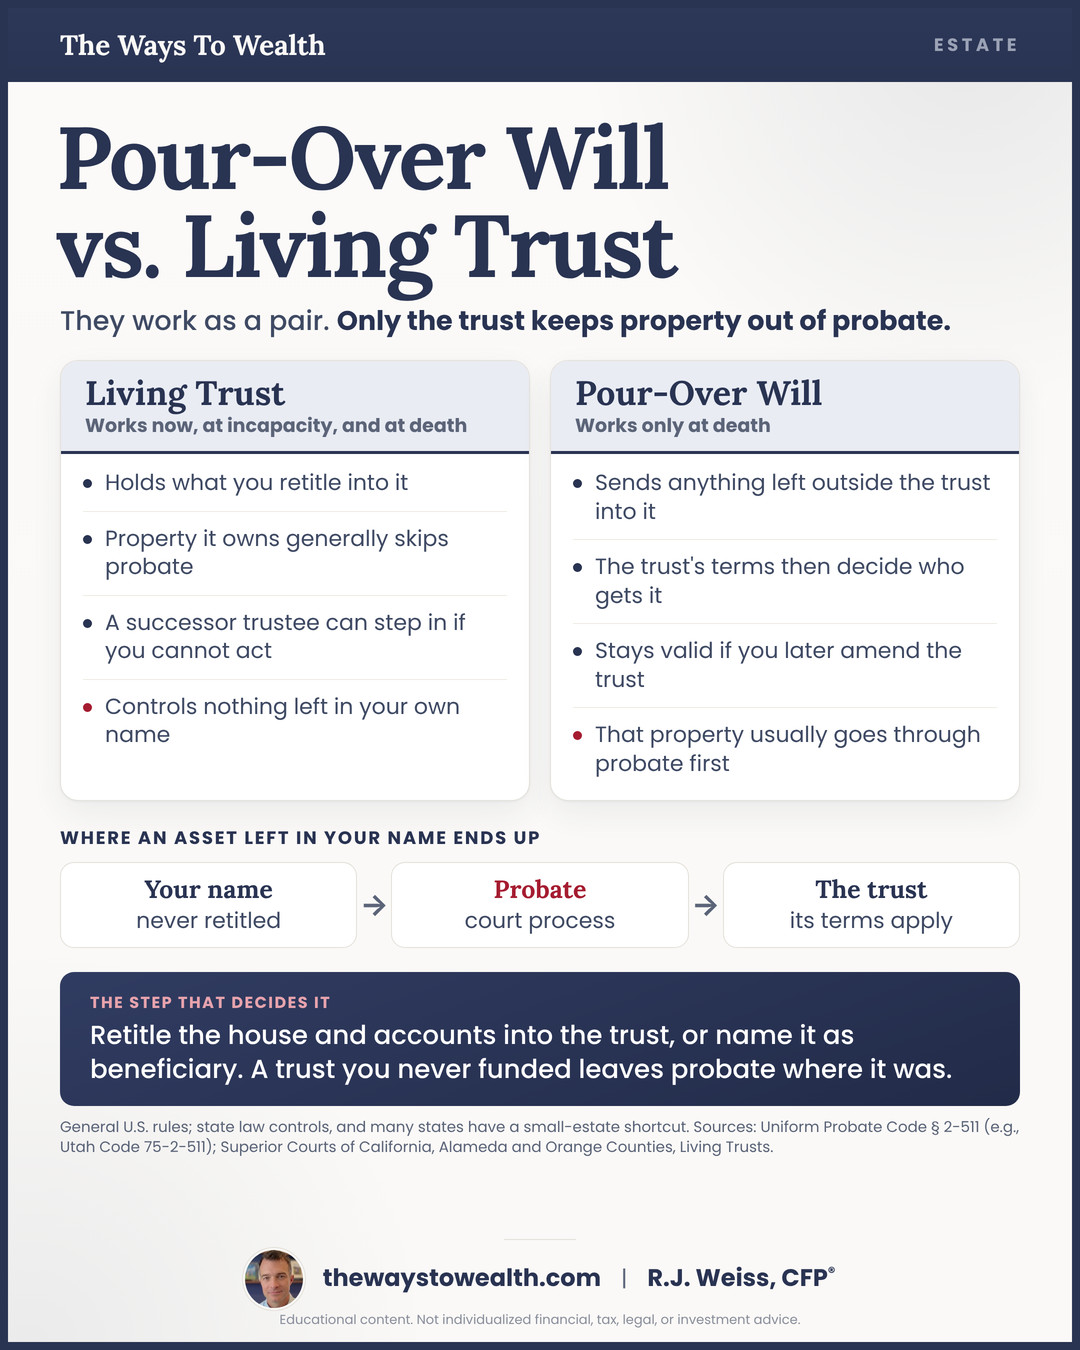 The Ways To Wealth
ESTATE
Pour-Over Will
vs. Living Trust
They work as a pair. Only the trust keeps property out of probate.
Living Trust
Works now, at incapacity, and at death
• Holds what you retitle into it
• Property it owns generally skips
probate
• A successor trustee can step in if
you cannot act
• Controls nothing left in your own
name
Pour-Over Will
Works only at death
• Sends anything left outside the trust
into it
• The trust's terms then decide who
gets it
• Stays valid if you later amend the
trust
• That property usually goes through
probate first
WHERE AN ASSET LEFT IN YOUR NAME ENDS UP
Your name
never retitled
→
Probate
court process
→
The trust
its terms apply
THE STEP THAT DECIDES IT
Retitle the house and accounts into the trust, or name it as
beneficiary. A trust you never funded leaves probate where it was.
General U.S. rules; state law controls, and many states have a small-estate shortcut. Sources: Uniform Probate Code § 2-511 (e.g.,
Utah Code 75-2-511); Superior Courts of California, Alameda and Orange Counties, Living Trusts.
thewaystowealth.com | R.J. Weiss, CFP®
Educational content. Not individualized financial, tax, legal, or investment advice.